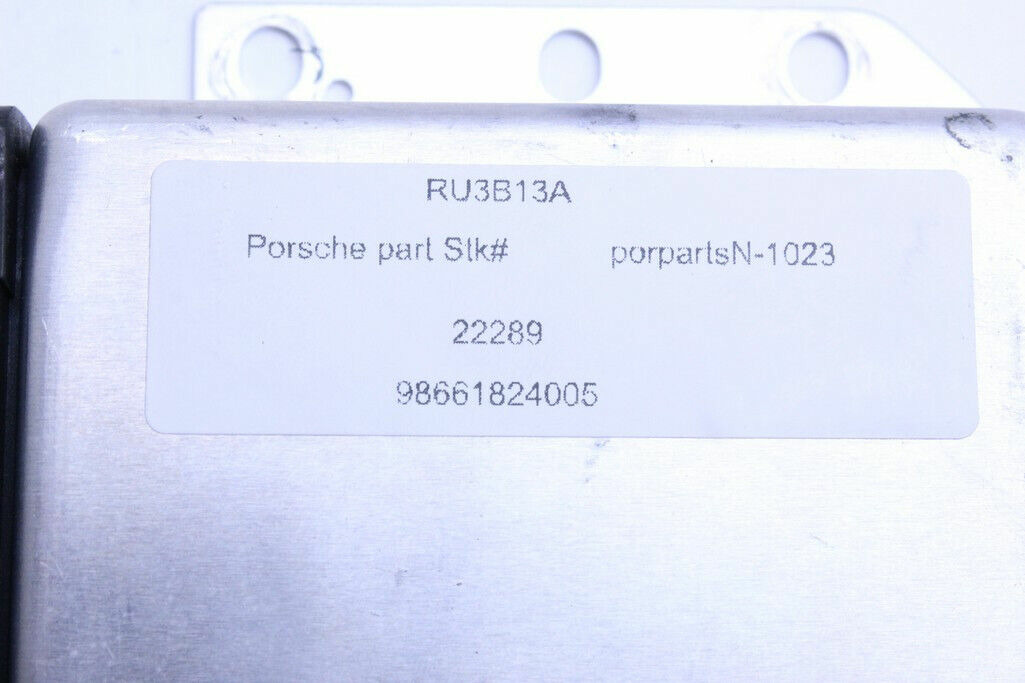 RU3B13A
Porsche part Stk# porpartsN-1023
22289
98661824005